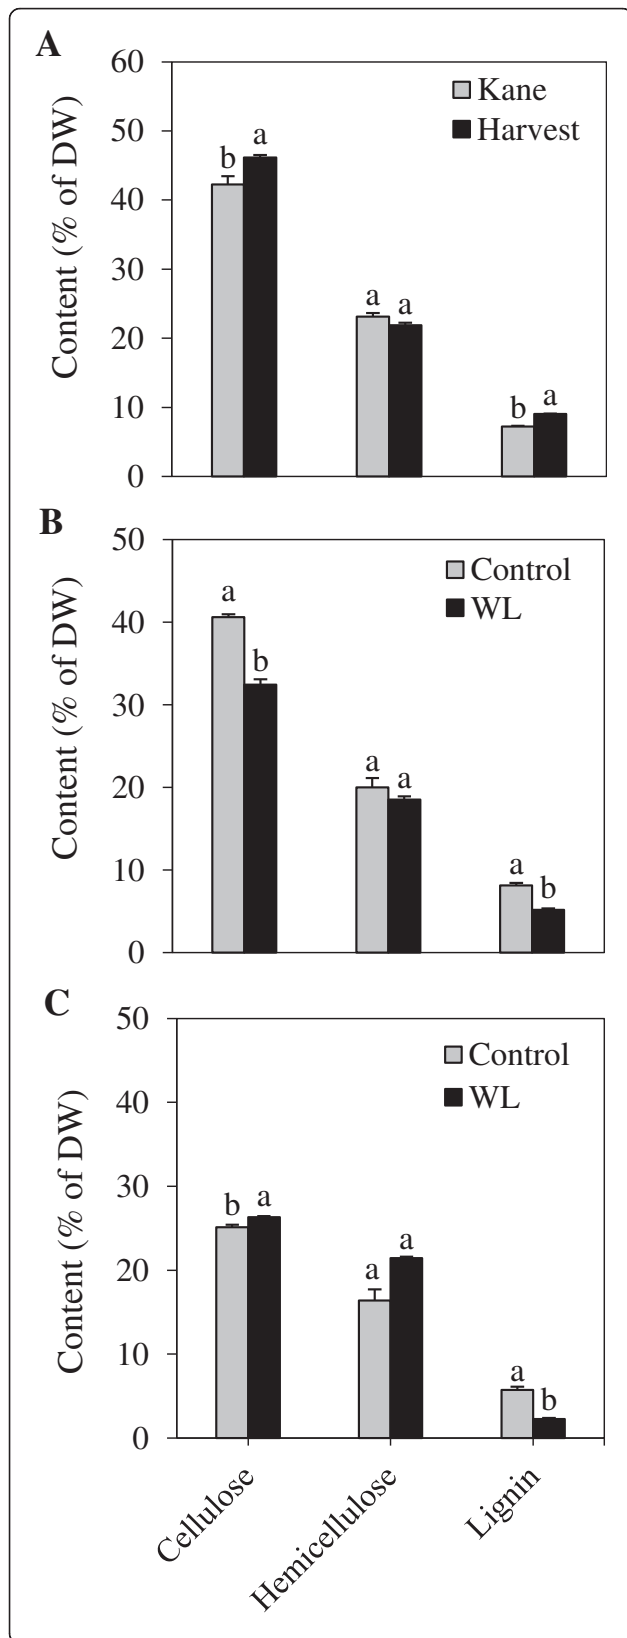 A
Content (% of DW)
60
50
40
30
20
10
0
Kane
Harvest
b
a
a
a
b
a
B
Content (% of DW)
50
40
30
20
10
0
Control
WL
a
b
a
a
a
b
C
Content (% of DW)
50
40
30
20
10
0
Control
WL
b
a
a
a
a
b
Cellulose
Hemicellulose
Lignin